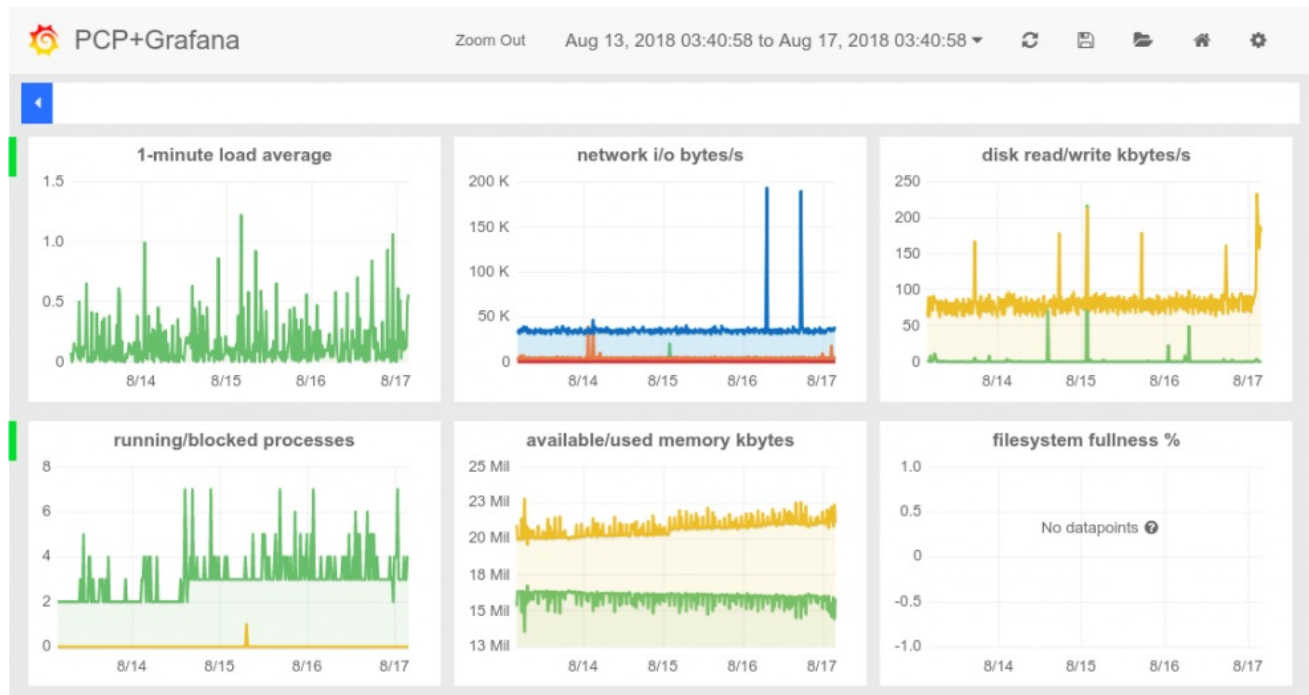 PCP+Grafana
Zoom Out Aug 13, 2018 03:40:58 to Aug 17, 2018 03:40:58
1-minute load average
1.5
1.0
0.5
0
8/14 8/15 8/16 8/17
network i/o bytes/s
200 K
150 K
100 K
50 K
0
8/14 8/15 8/16 8/17
disk read/write kbytes/s
250
200
150
100
50
0
8/14 8/15 8/16 8/17
running/blocked processes
8
6
4
2
0
8/14 8/15 8/16 8/17
available/used memory kbytes
25 Mil
23 Mil
20 Mil
18 Mil
15 Mil
13 Mil
8/14 8/15 8/16 8/17
filesystem fullness %
1.0
0.5
No datapoints ?
0
-0.5
-1.0
8/14 8/15 8/16 8/17